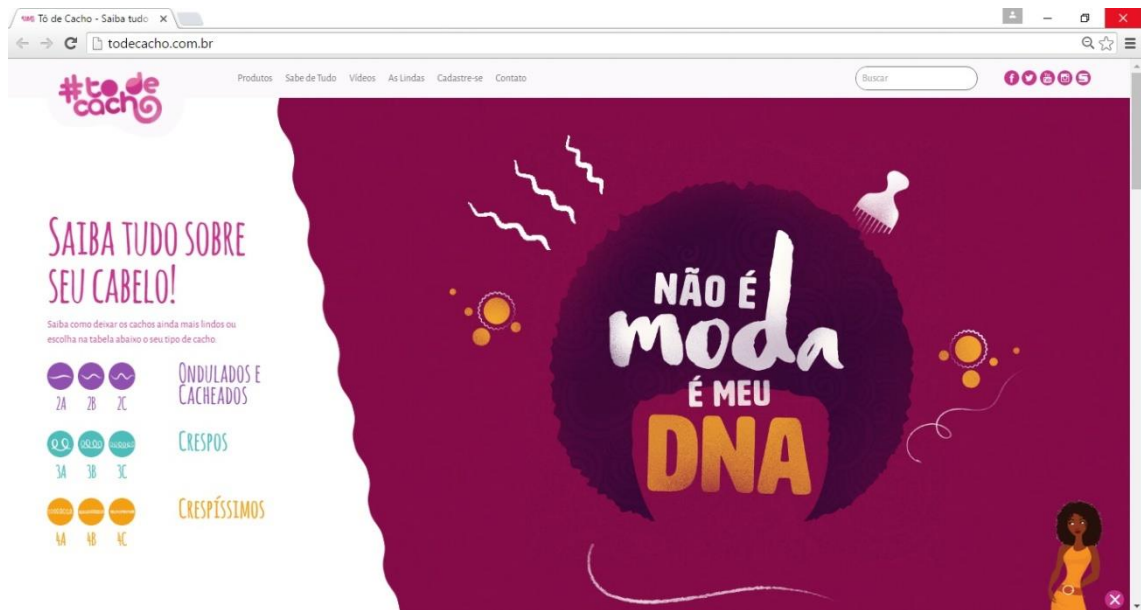 Tô de Cacho - Saiba tudo
todecacho.com.br
#to de
cacho
Produtos Sabe de Tudo Vídeos As Lindas Cadastre-se Contato
Buscar
SAIBA TUDO SOBRE
SEU CABELO!
Saiba como deixar os cachos ainda mais lindos ou
escolha na tabela abaixo o seu tipo de cacho.
2A 2B 2C
ONDULADOS E
CACHEADOS
3A 3B 3C
CRESPOS
4A 4B 4C
CRESPÍSSIMOS
NÃO É
moda
É MEU
DNA